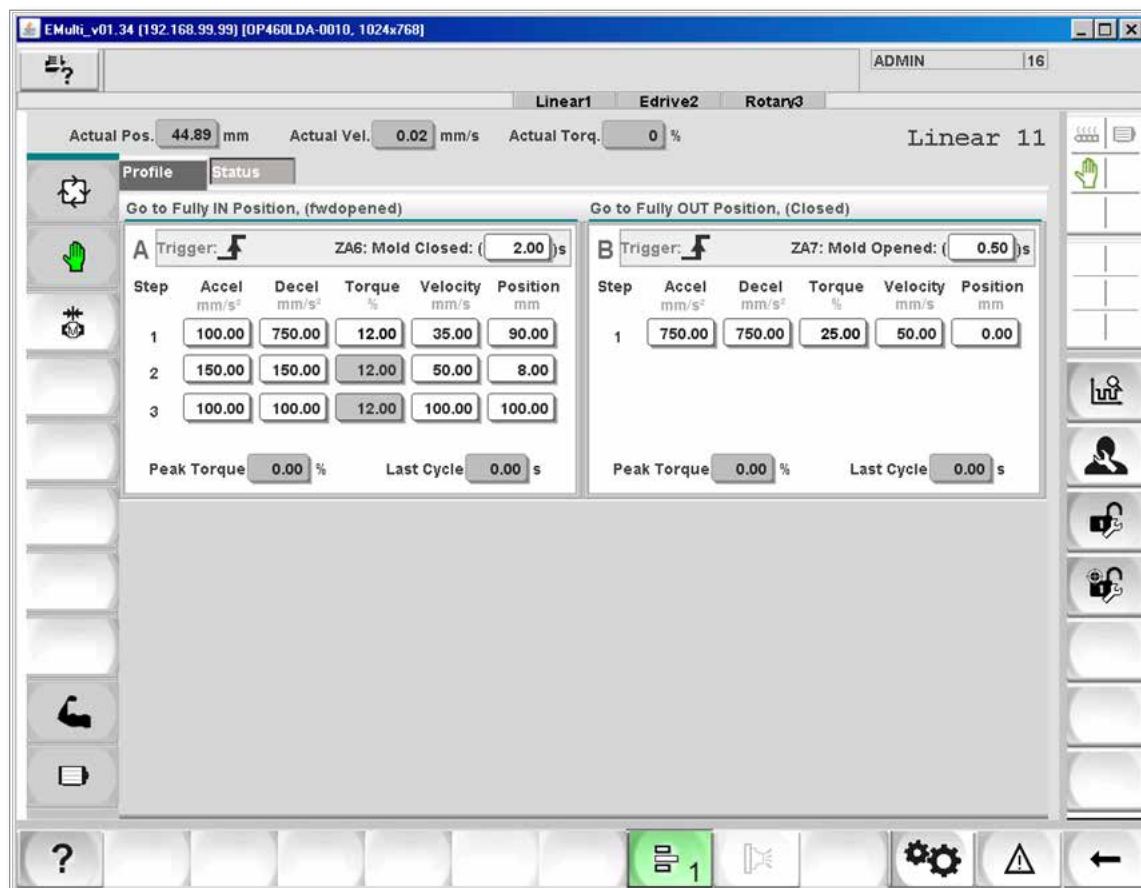 EMulti_v01.34 (192.168.99.99) [OP460LDA-0010, 1024x768]
?
ADMIN 16
Linear1 Edrive2 Rotary3
Actual Pos. 44.89 mm Actual Vel. 0.02 mm/s Actual Torq. 0 % Linear 11
Profile Status
Go to Fully IN Position, (fwdopened)
A Trigger: ZA6: Mold Closed: ( 2.00 )s
Step Accel Decel Torque Velocity Position
mm/s² mm/s² % mm/s mm
1 100.00 750.00 12.00 35.00 90.00
2 150.00 150.00 12.00 50.00 8.00
3 100.00 100.00 12.00 100.00 100.00
Peak Torque 0.00 % Last Cycle 0.00 s
Go to Fully OUT Position, (Closed)
B Trigger: ZA7: Mold Opened: ( 0.50 )s
Step Accel Decel Torque Velocity Position
mm/s² mm/s² % mm/s mm
1 750.00 750.00 25.00 50.00 0.00
Peak Torque 0.00 % Last Cycle 0.00 s
M
1
1
? 1